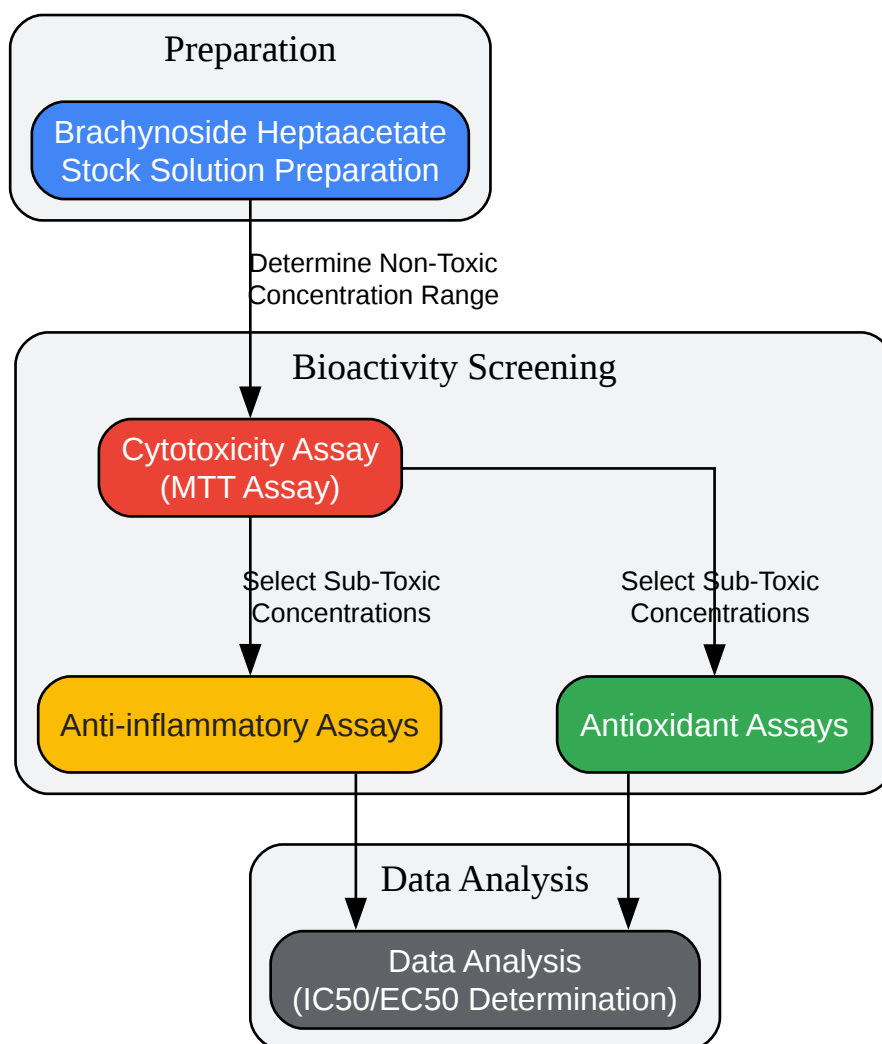 Preparation
Brachynoside Heptaacetate
Stock Solution Preparation
Determine Non-Toxic
Concentration Range
Bioactivity Screening
Cytotoxicity Assay
(MTT Assay)
Select Sub-Toxic
Concentrations
Select Sub-Toxic
Concentrations
Anti-inflammatory Assays
Antioxidant Assays
Data Analysis
Data Analysis
(IC50/EC50 Determination)